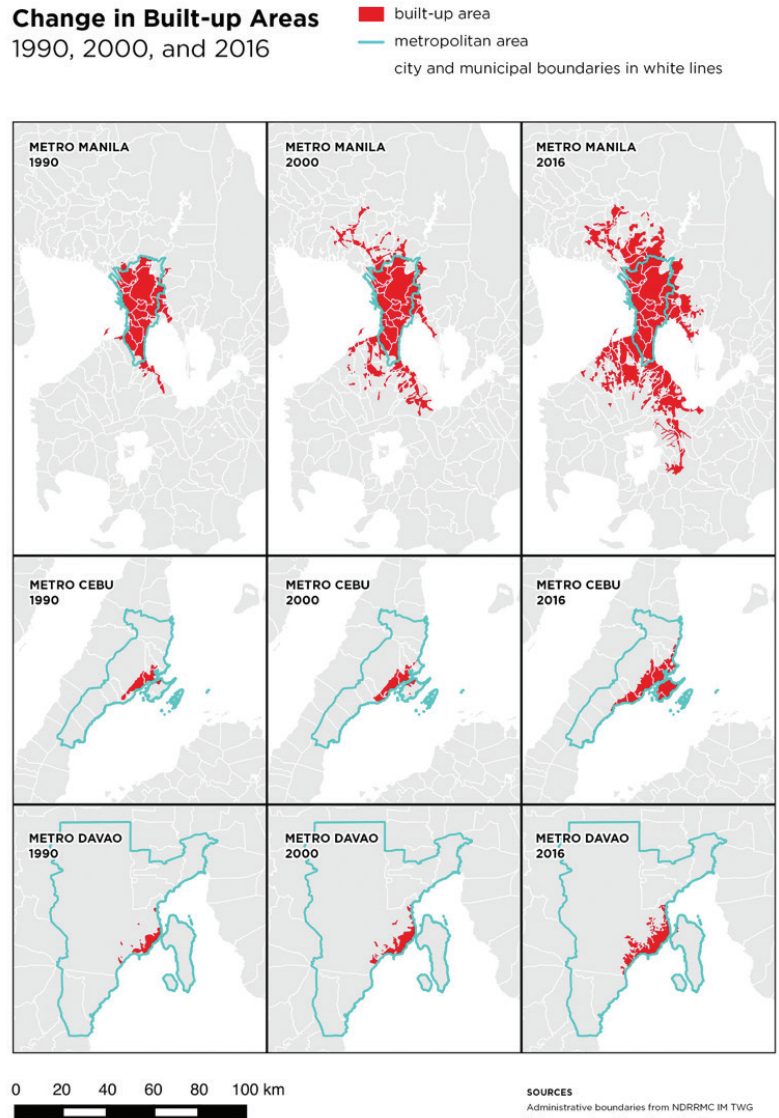 Change in Built-up Areas
1990, 2000, and 2016
built-up area
metropolitan area
city and municipal boundaries in white lines
METRO MANILA
1990
METRO MANILA
2000
METRO MANILA
2016
METRO CEBU
1990
METRO CEBU
2000
METRO CEBU
2016
METRO DAVAO
1990
METRO DAVAO
2000
METRO DAVAO
2016
0 20 40 60 80 100 km
SOURCES
Administrative boundaries from NDRRMC IM TWG